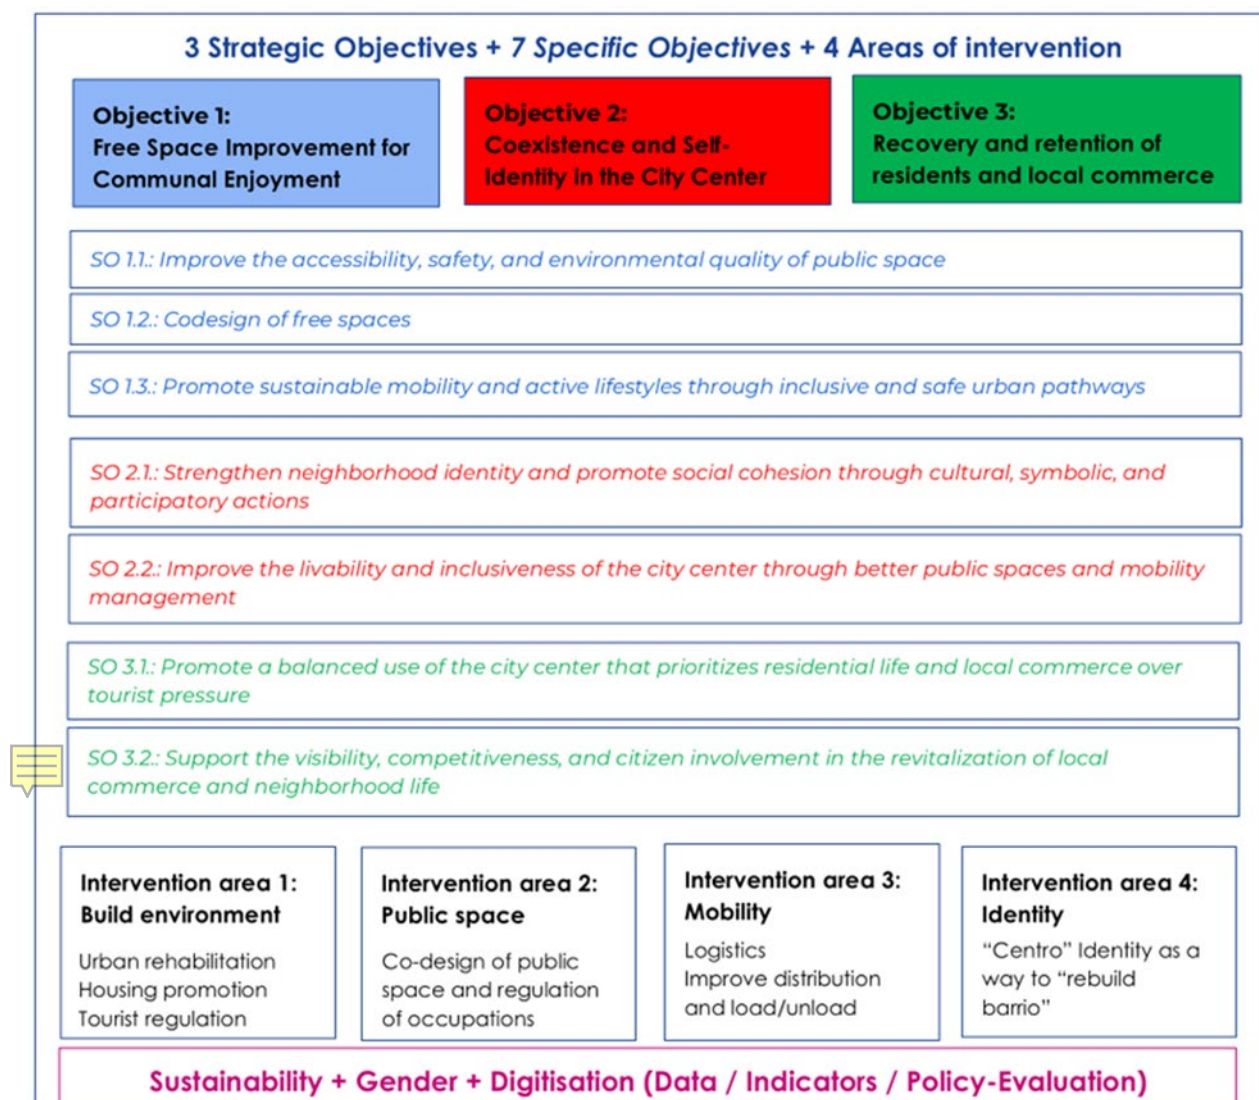 3 Strategic Objectives + 7 Specific Objectives + 4 Areas of intervention
Objective 1:
Free Space Improvement for
Communal Enjoyment
Objective 2:
Coexistence and Self-
Identity in the City Center
Objective 3:
Recovery and retention of
residents and local commerce
SO 1.1.: Improve the accessibility, safety, and environmental quality of public space
SO 1.2.: Codesign of free spaces
SO 1.3.: Promote sustainable mobility and active lifestyles through inclusive and safe urban pathways
SO 2.1.: Strengthen neighborhood identity and promote social cohesion through cultural, symbolic, and
participatory actions
SO 2.2.: Improve the livability and inclusiveness of the city center through better public spaces and mobility
management
SO 3.1.: Promote a balanced use of the city center that prioritizes residential life and local commerce over
tourist pressure
SO 3.2.: Support the visibility, competitiveness, and citizen involvement in the revitalization of local
commerce and neighborhood life
Intervention area 1:
Build environment
Urban rehabilitation
Housing promotion
Tourist regulation
Intervention area 2:
Public space
Co-design of public
space and regulation
of occupations
Intervention area 3:
Mobility
Logistics
Improve distribution
and load/unload
Intervention area 4:
Identity
“Centro” Identity as a
way to “rebuild
barrio”
Sustainability + Gender + Digitisation (Data / Indicators / Policy-Evaluation)